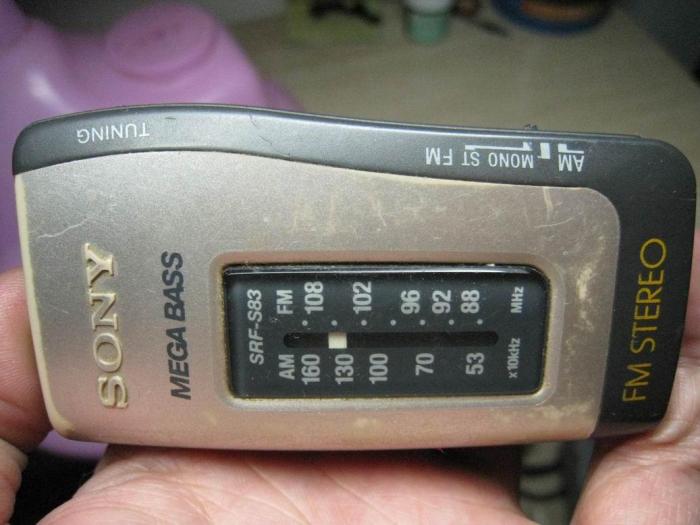 TUNING
FM ST MONO AM
SONY
MEGA BASS
SRF-S83
FM 108 102 96 92 88 MHz
AM 160 130 100 70 53 x10kHz
FM STEREO